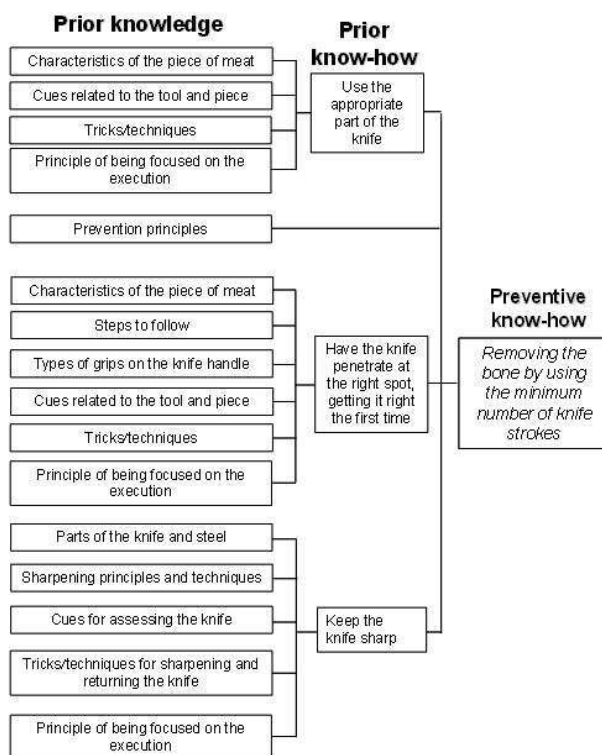 Prior knowledge
Prior
know-how
Characteristics of the piece of meat
Cues related to the tool and piece
Tricks/techniques
Principle of being focused on the
execution
Use the
appropriate
part of the
knife
Prevention principles
Characteristics of the piece of meat
Steps to follow
Types of grips on the knife handle
Cues related to the tool and piece
Tricks/techniques
Principle of being focused on the
execution
Have the knife
penetrate at
the right spot,
getting it right
the first time
Preventive
know-how
Removing the
bone by using
the minimum
number of knife
strokes
Parts of the knife and steel
Sharpening principles and techniques
Cues for assessing the knife
Tricks/techniques for sharpening and
returning the knife
Principle of being focused on the
execution
Keep the
knife sharp